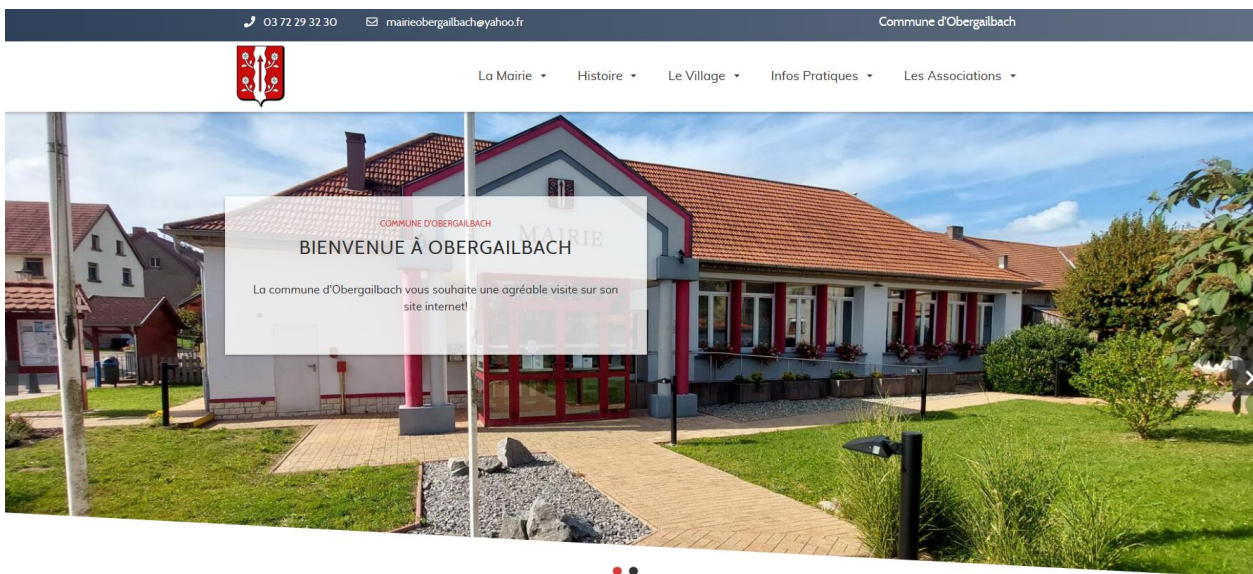 03 72 29 32 30
mairieobergailbach@yahoo.fr
Commune d'Obergailbach
La Mairie
Histoire
Le Village
Infos Pratiques
Les Associations
MAIRIE
COMMUNE D'OBERGAILBACH
BIENVENUE À OBERGAILBACH
La commune d'Obergailbach vous souhaite une agréable visite sur son
site internet!